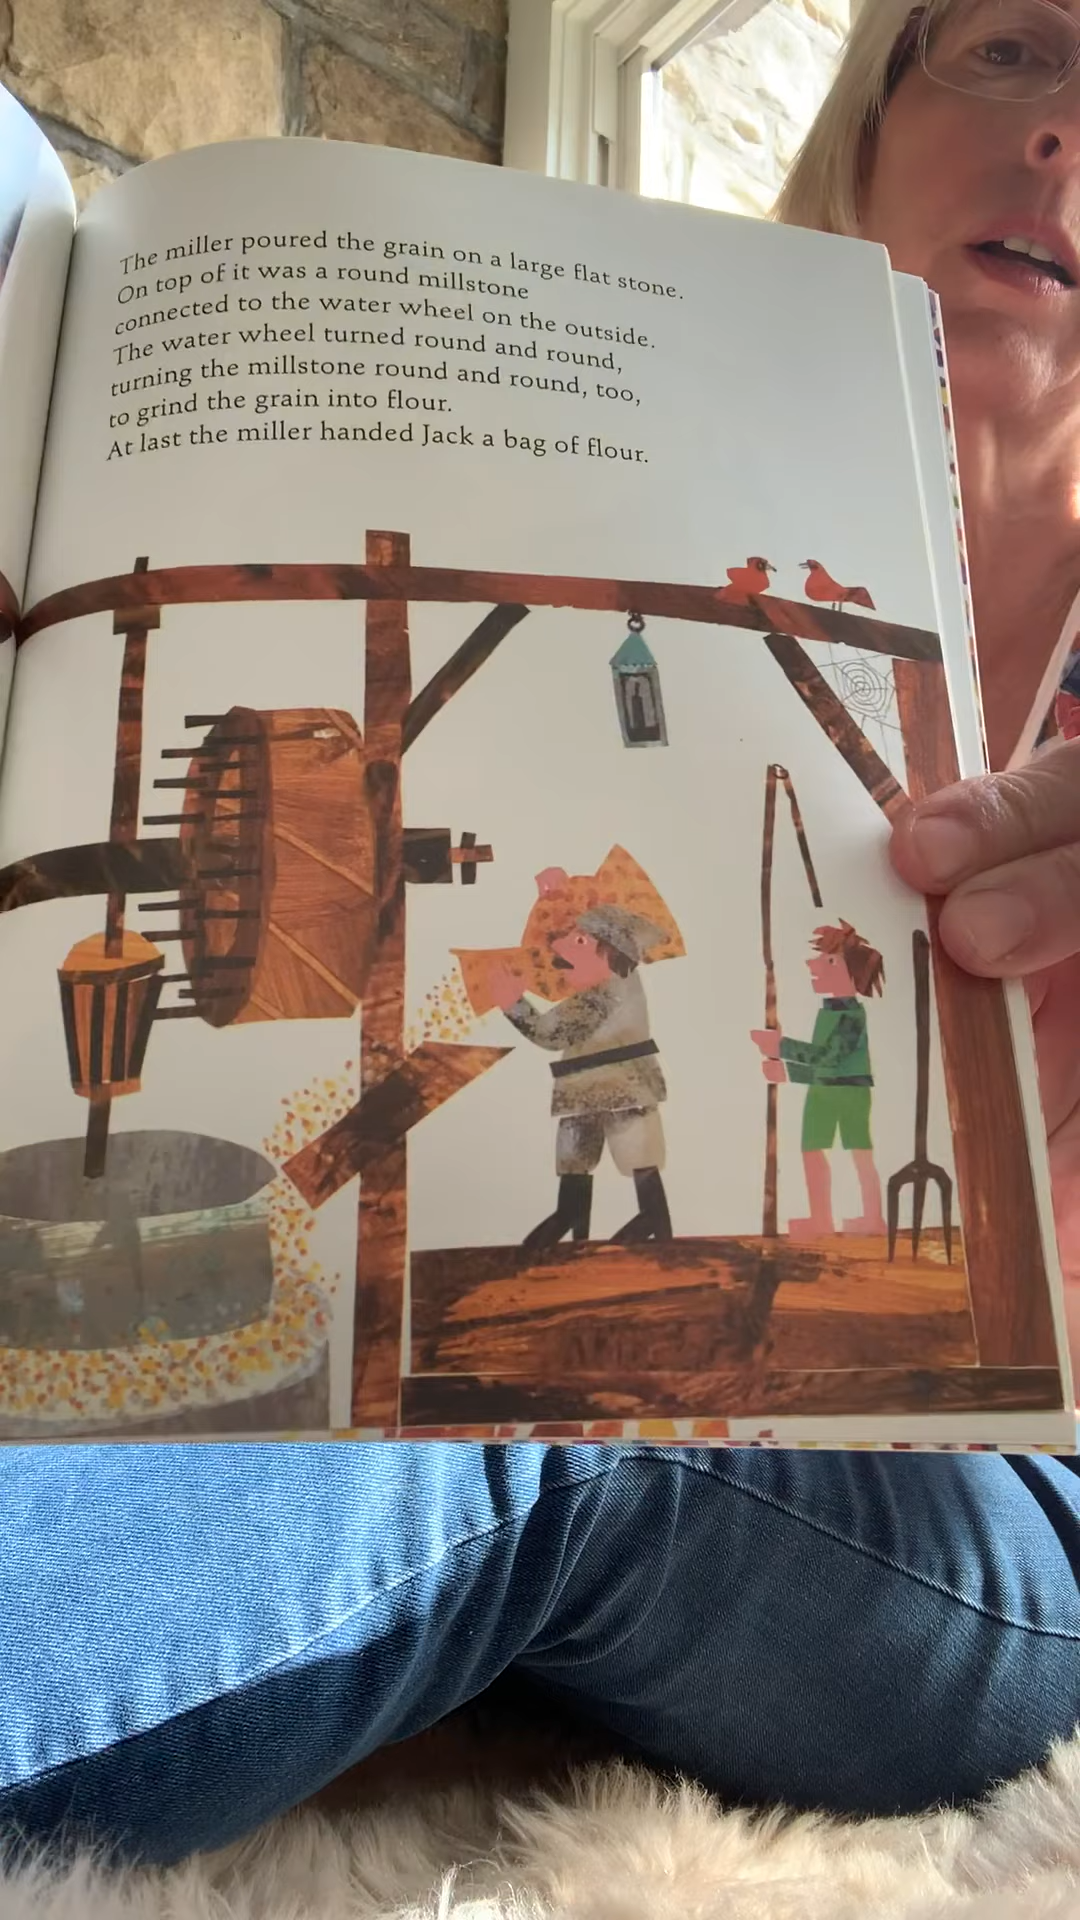 The miller poured the grain on a large flat stone.
On top of it was a round millstone
connected to the water wheel on the outside.
The water wheel turned round and round,
turning the millstone round and round, too,
to grind the grain into flour.
At last the miller handed Jack a bag of flour.